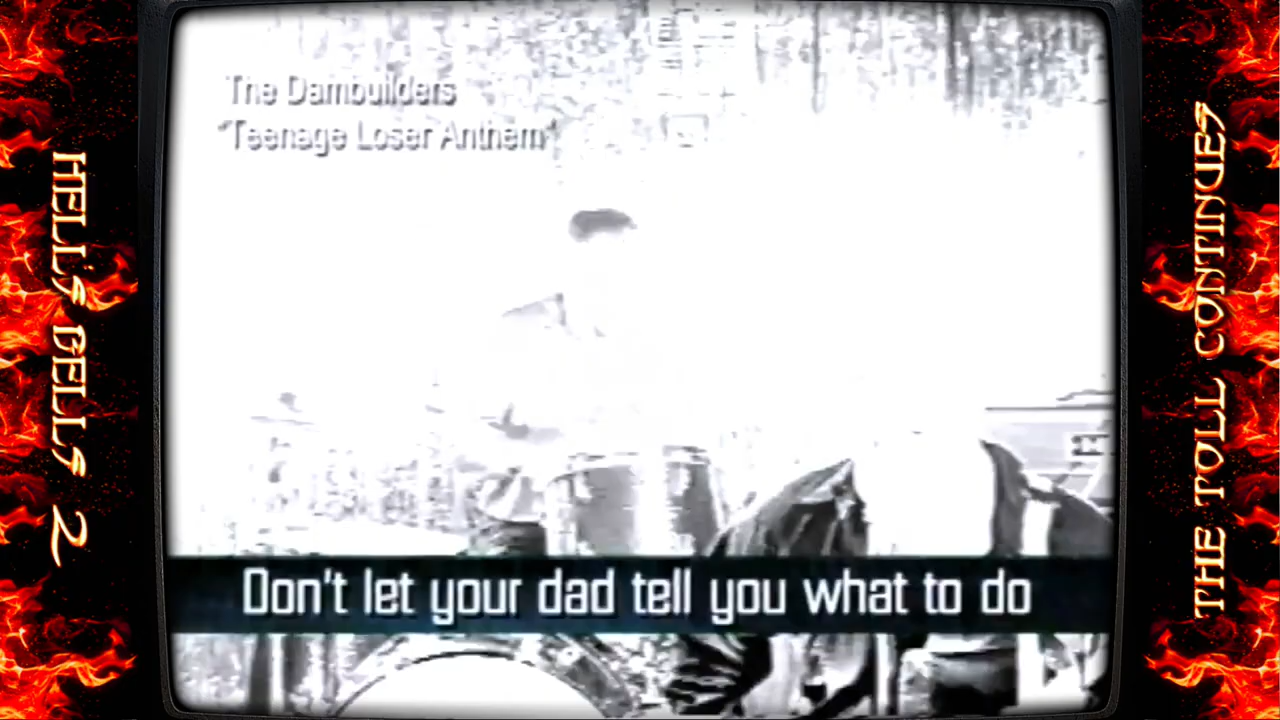 The Dambuilders
"Teenage Loser Anthem"
Don't let your dad tell you what to do
HELL'S BELLS 2
THE TOLL CONTINUES